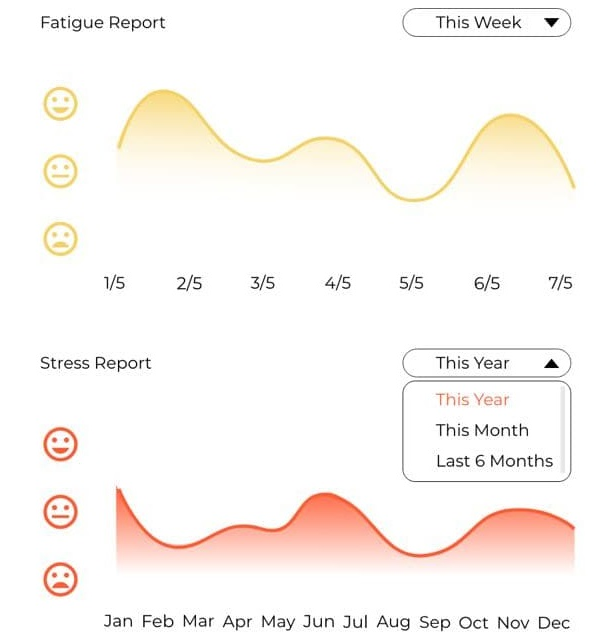 Fatigue Report
This Week
1/5 2/5 3/5 4/5 5/5 6/5 7/5
Stress Report
This Year
This Year
This Month
Last 6 Months
Jan Feb Mar Apr May Jun Jul Aug Sep Oct Nov Dec